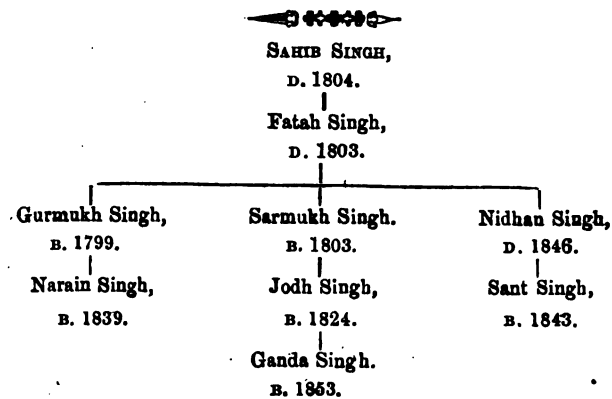 SAHIB SINGH,
D. 1804.
Fatah Singh,
D. 1803.
Gurmukh Singh, Sarmukh Singh. Nidhan Singh,
B. 1799. B. 1803. D. 1846.
Narain Singh, Jodh Singh, Sant Singh,
B. 1839. B. 1824. B. 1843.
Ganda Singh.
B. 1853.